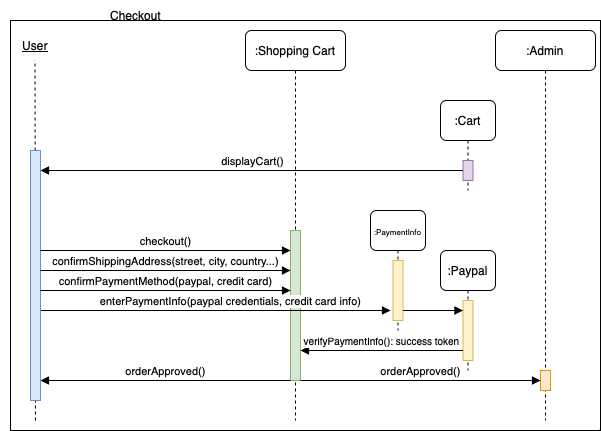 Checkout
User
:Shopping Cart
:Admin
:Cart
displayCart()
:PaymentInfo
checkout()
confirmShippingAddress(street, city, country...)
:Paypal
confirmPaymentMethod(paypal, credit card)
enterPaymentInfo(paypal credentials, credit card info)
verifyPaymentInfo(): success token
orderApproved()
orderApproved()